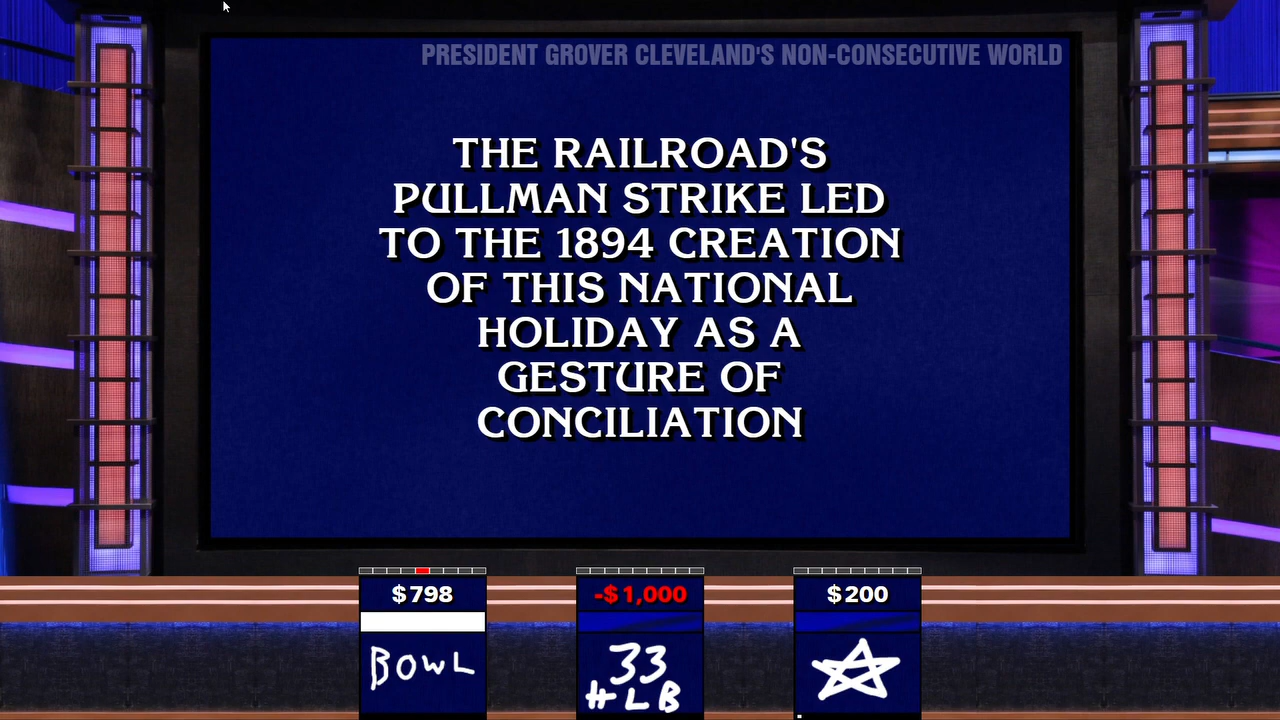 PRESIDENT GROVER CLEVELAND'S NON-CONSECUTIVE WORLD
THE RAILROAD'S
PULLMAN STRIKE LED
TO THE 1894 CREATION
OF THIS NATIONAL
HOLIDAY AS A
GESTURE OF
CONCILIATION
$798
-$1,000
$200
BOWL
33
HLB